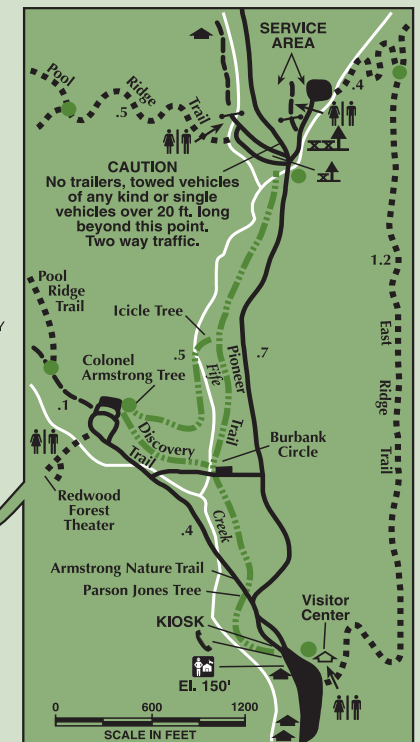 SERVICE
AREA
.4
Pool
Ridge
Trail
.5
CAUTION
No trailers, towed vehicles
of any kind or single
vehicles over 20 ft. long
beyond this point.
Two way traffic.
1.2
East
Ridge
Trail
Pool
Ridge
Trail
Y
Icicle Tree
.5
Fife
Creek
Pioneer
Trail
.7
Colonel
Armstrong Tree
.1
Discovery
Trail
Burbank
Circle
Redwood
Forest
Theater
.4
Armstrong Nature Trail
Parson Jones Tree
Visitor
Center
KIOSK
El. 150'
0 600 1200
SCALE IN FEET